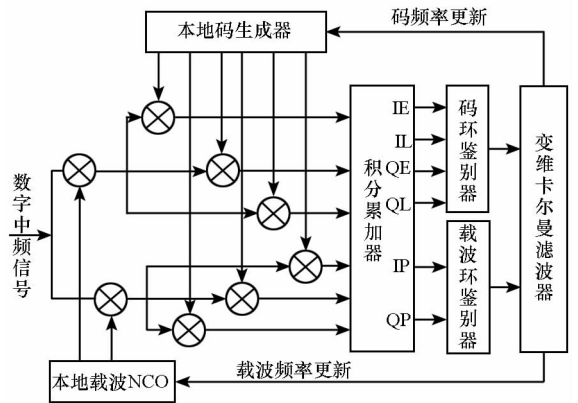 本地码生成器
码频率更新
数字中频信号
积分累加器
IE
IL
QE
QL
IP
QP
码环鉴别器
载波环鉴别器
变维卡尔曼滤波器
本地载波NCO
载波频率更新